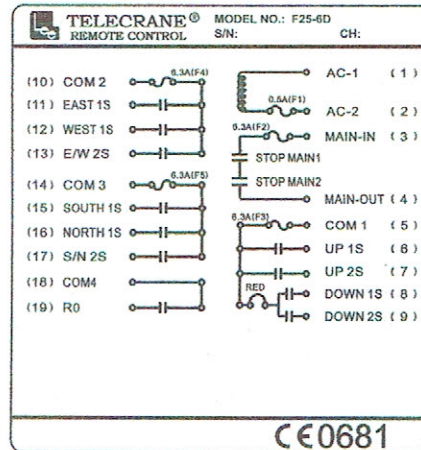 TELECRANE® MODEL NO.: F25-6D
REMOTE CONTROL S/N: CH:
(10) COM 2 6.3A(F4)
(11) EAST 1S
(12) WEST 1S
(13) E/W 2S
(14) COM 3 6.3A(F5)
(15) SOUTH 1S
(16) NORTH 1S
(17) S/N 2S
(18) COM4
(19) R0
AC-1 (1)
0.5A(F1) AC-2 (2)
6.3A(F2) MAIN-IN (3)
STOP MAIN1
STOP MAIN2
MAIN-OUT (4)
6.3A(F3) COM 1 (5)
UP 1S (6)
UP 2S (7)
RED DOWN 1S (8)
DOWN 2S (9)
CE0681